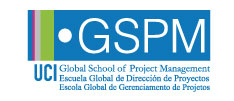 GSPM
UCI Global School of Project Management
Escuela Global de Dirección de Proyectos
Escola Global de Gerenciamento de Projetos